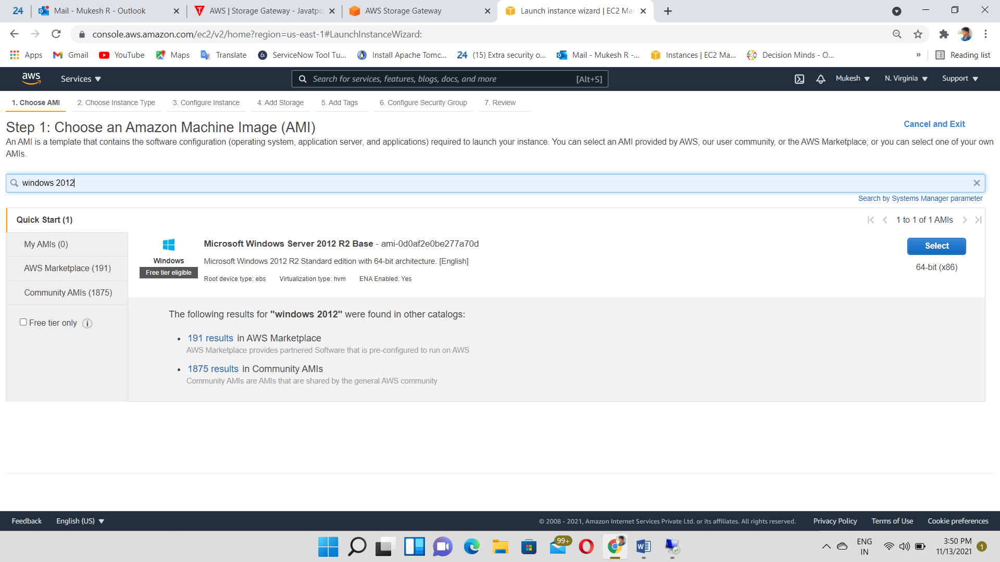 24
Mail - Mukesh R - Outlook
AWS | Storage Gateway - Javatpo
AWS Storage Gateway
Launch instance wizard | EC2 Mar
console.aws.amazon.com/ec2/v2/home?region=us-east-1#LaunchInstanceWizard:
Apps
Gmail
YouTube
Maps
Translate
ServiceNow Tool Tu...
Install Apache Tomc...
24 (15) Extra security o...
Mail - Mukesh R -...
Instances | EC2 Ma...
Decision Minds - O...
»
Reading list
aws
Services
Search for services, features, blogs, docs, and more
[Alt+S]
Mukesh
N. Virginia
Support
1. Choose AMI
2. Choose Instance Type
3. Configure Instance
4. Add Storage
5. Add Tags
6. Configure Security Group
7. Review
Step 1: Choose an Amazon Machine Image (AMI)
Cancel and Exit
An AMI is a template that contains the software configuration (operating system, application server, and applications) required to launch your instance. You can select an AMI provided by AWS, our user community, or the AWS Marketplace; or you can select one of your own
AMIs.
windows 2012
Search by Systems Manager parameter
Quick Start (1)
1 to 1 of 1 AMIs
My AMIs (0)
AWS Marketplace (191)
Community AMIs (1875)
Free tier only
Windows
Free tier eligible
Microsoft Windows Server 2012 R2 Base - ami-0d0af2e0be277a70d
Microsoft Windows 2012 R2 Standard edition with 64-bit architecture. [English]
Root device type: ebs
Virtualization type: hvm
ENA Enabled: Yes
Select
64-bit (x86)
The following results for "windows 2012" were found in other catalogs:
• 191 results in AWS Marketplace
AWS Marketplace provides partnered Software that is pre-configured to run on AWS
• 1875 results in Community AMIs
Community AMIs are AMIs that are shared by the general AWS community
Feedback
English (US)
© 2008 - 2021, Amazon Internet Services Private Ltd. or its affiliates. All rights reserved.
Privacy Policy
Terms of Use
Cookie preferences
99+
ENG
IN
3:50 PM
11/13/2021
1